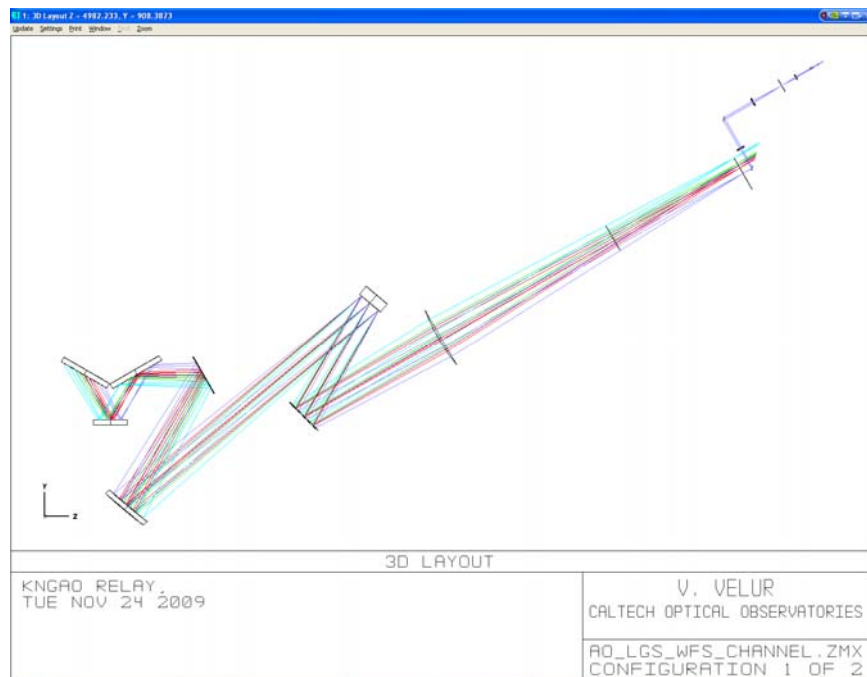 1: 3D Layout Z = 4982.233, Y = 908.3873
Update Settings Print Window Zoom
Y
Z
3D LAYOUT
KNGAO RELAY.
TUE NOV 24 2009
V. VELUR
CALTECH OPTICAL OBSERVATORIES
AO_LGS_WFS_CHANNEL.ZMX
CONFIGURATION 1 OF 2